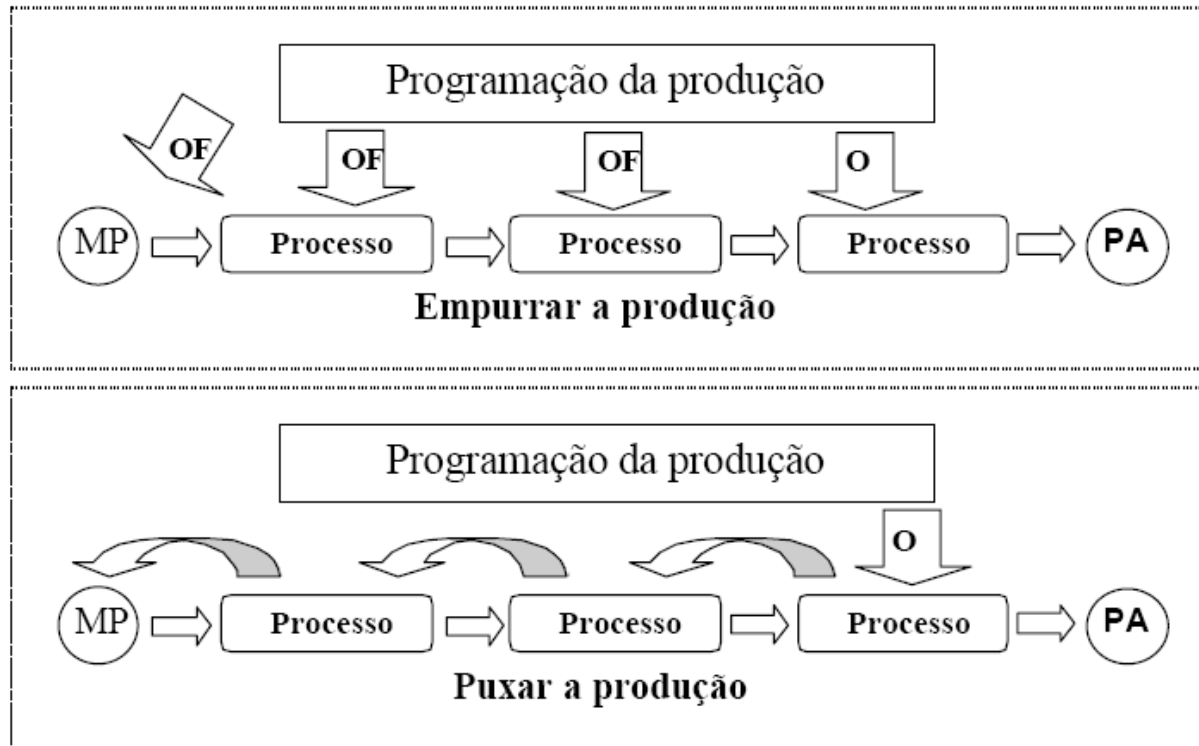 Programação da produção
OF OF OF O
MP Processo Processo Processo PA
Empurrar a produção
Programação da produção
O
MP Processo Processo Processo PA
Puxar a produção